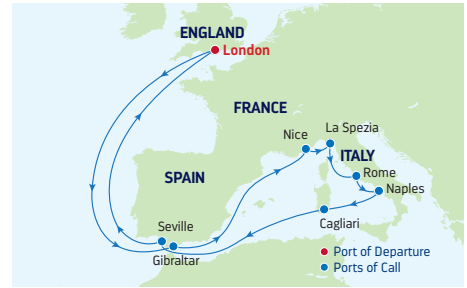 ENGLAND
London
FRANCE
La Spezia
Nice
ITALY
Rome
SPAIN
Naples
Cagliari
Seville
Gibraltar
Port of Departure
Ports of Call